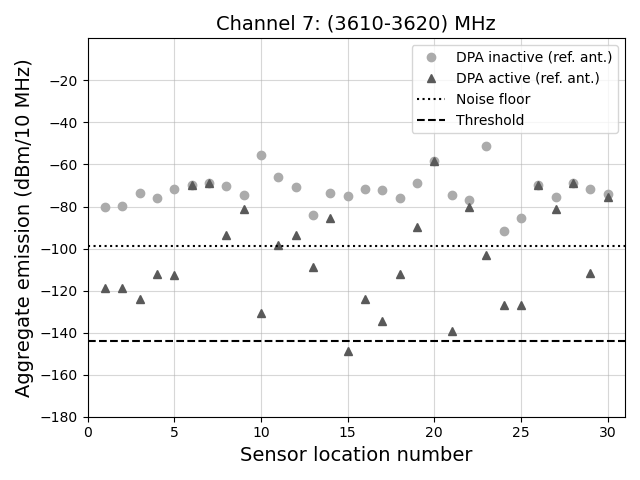 Channel 7: (3610-3620) MHz
DPA inactive (ref. ant.)
DPA active (ref. ant.)
Noise floor
Threshold
Aggregate emission (dBm/10 MHz)
−20
−40
−60
−80
−100
−120
−140
−160
−180
0 5 10 15 20 25 30
Sensor location number